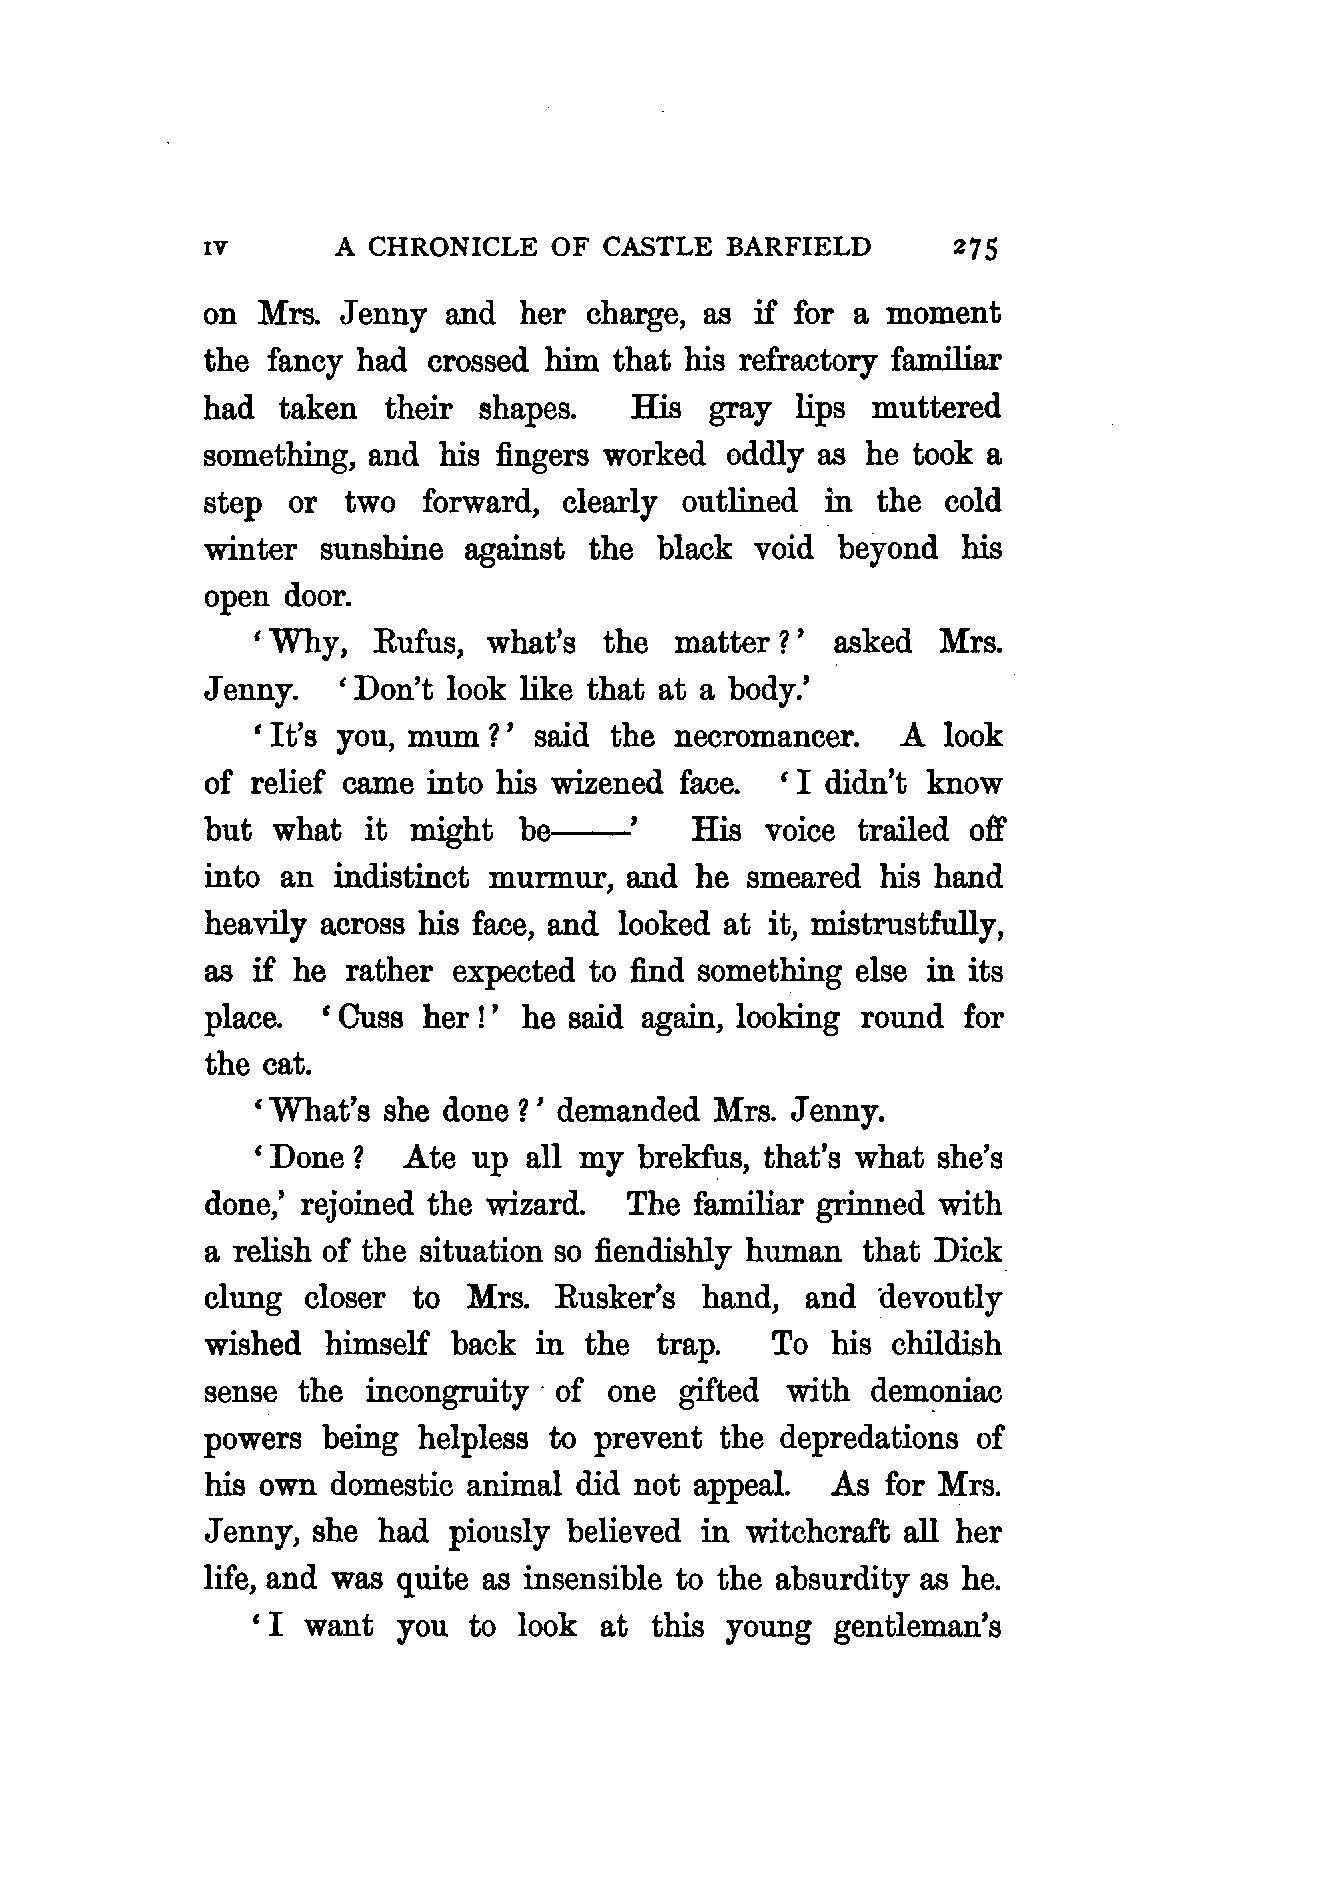 IV A CHRONICLE OF CASTLE BARFIELD 275
on Mrs. Jenny and her charge, as if for a moment
the fancy had crossed him that his refractory familiar
had taken their shapes. His gray lips muttered
something, and his fingers worked oddly as he took a
step or two forward, clearly outlined in the cold
winter sunshine against the black void beyond his
open door.
‘Why, Rufus, what's the matter?’ asked Mrs.
Jenny. ‘Don't look like that at a body.’
‘It's you, mum?’ said the necromancer. A look
of relief came into his wizened face. ‘I didn't know
but what it might be——’ His voice trailed off
into an indistinct murmur, and he smeared his hand
heavily across his face, and looked at it, mistrustfully,
as if he rather expected to find something else in its
place. ‘Cuss her!’ he said again, looking round for
the cat.
‘What's she done?’ demanded Mrs. Jenny.
‘Done? Ate up all my brekfus, that's what she's
done,’ rejoined the wizard. The familiar grinned with
a relish of the situation so fiendishly human that Dick
clung closer to Mrs. Rusker's hand, and devoutly
wished himself back in the trap. To his childish
sense the incongruity of one gifted with demoniac
powers being helpless to prevent the depredations of
his own domestic animal did not appeal. As for Mrs.
Jenny, she had piously believed in witchcraft all her
life, and was quite as insensible to the absurdity as he.
‘I want you to look at this young gentleman's